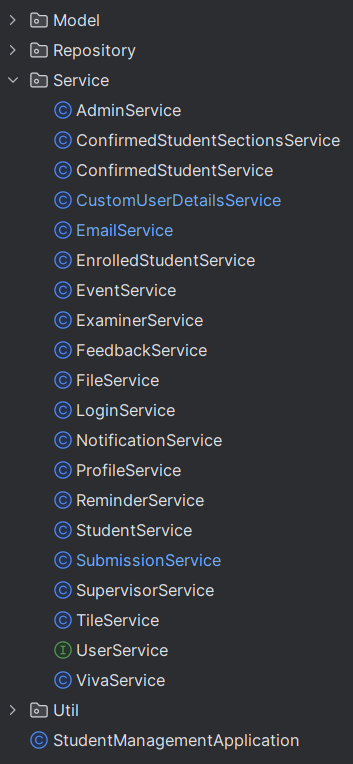 Model
Repository
Service
C AdminService
C ConfirmedStudentSectionsService
C ConfirmedStudentService
C CustomUserDetailsService
C EmailService
C EnrolledStudentService
C EventService
C ExaminerService
C FeedbackService
C FileService
C LoginService
C NotificationService
C ProfileService
C ReminderService
C StudentService
C SubmissionService
C SupervisorService
C TileService
I UserService
C VivaService
Util
C StudentManagementApplication